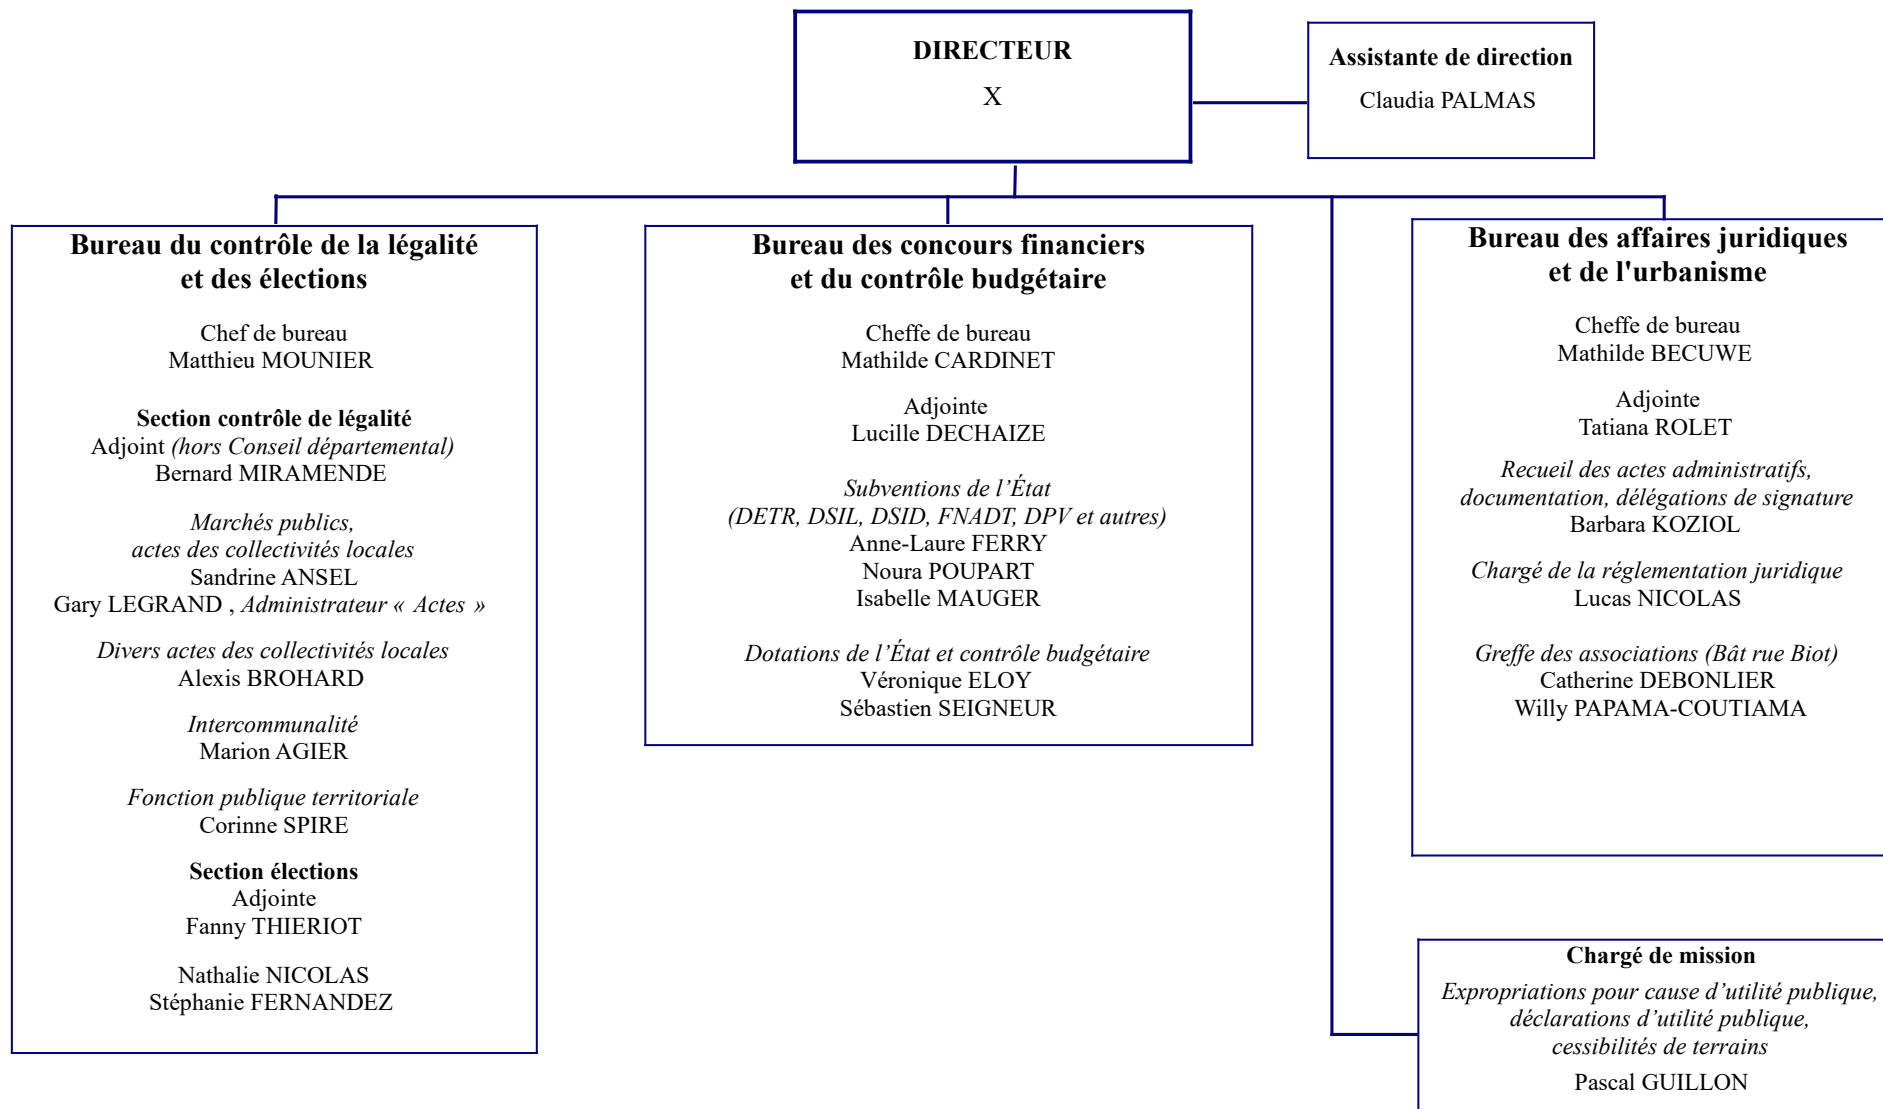 DIRECTEUR
X
Assistante de direction
Claudia PALMAS
Bureau du contrôle de la légalité
et des élections
Chef de bureau
Matthieu MOUNIER
Section contrôle de légalité
Adjoint (hors Conseil départemental)
Bernard MIRAMENDE
Marchés publics,
actes des collectivités locales
Sandrine ANSEL
Gary LEGRAND , Administrateur « Actes »
Divers actes des collectivités locales
Alexis BROHARD
Intercommunalité
Marion AGIER
Fonction publique territoriale
Corinne SPIRE
Section élections
Adjointe
Fanny THIERIOT
Nathalie NICOLAS
Stéphanie FERNANDEZ
Bureau des concours financiers
et du contrôle budgétaire
Cheffe de bureau
Mathilde CARDINET
Adjointe
Lucille DECHAIZE
Subventions de l’État
(DETR, DSIL, DSID, FNADT, DPV et autres)
Anne-Laure FERRY
Noura POUPART
Isabelle MAUGER
Dotations de l’État et contrôle budgétaire
Véronique ELOY
Sébastien SEIGNEUR
Bureau des affaires juridiques
et de l'urbanisme
Cheffe de bureau
Mathilde BECUWE
Adjointe
Tatiana ROLET
Recueil des actes administratifs,
documentation, délégations de signature
Barbara KOZIOL
Chargé de la réglementation juridique
Lucas NICOLAS
Greffe des associations (Bât rue Biot)
Catherine DEBONLIER
Willy PAPAMA-COUTIAMA
Chargé de mission
Expropriations pour cause d’utilité publique,
déclarations d’utilité publique,
cessibilités de terrains
Pascal GUILLON